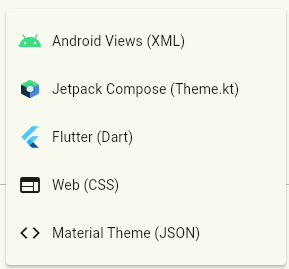 Android Views (XML)
Jetpack Compose (Theme.kt)
Flutter (Dart)
Web (CSS)
Material Theme (JSON)